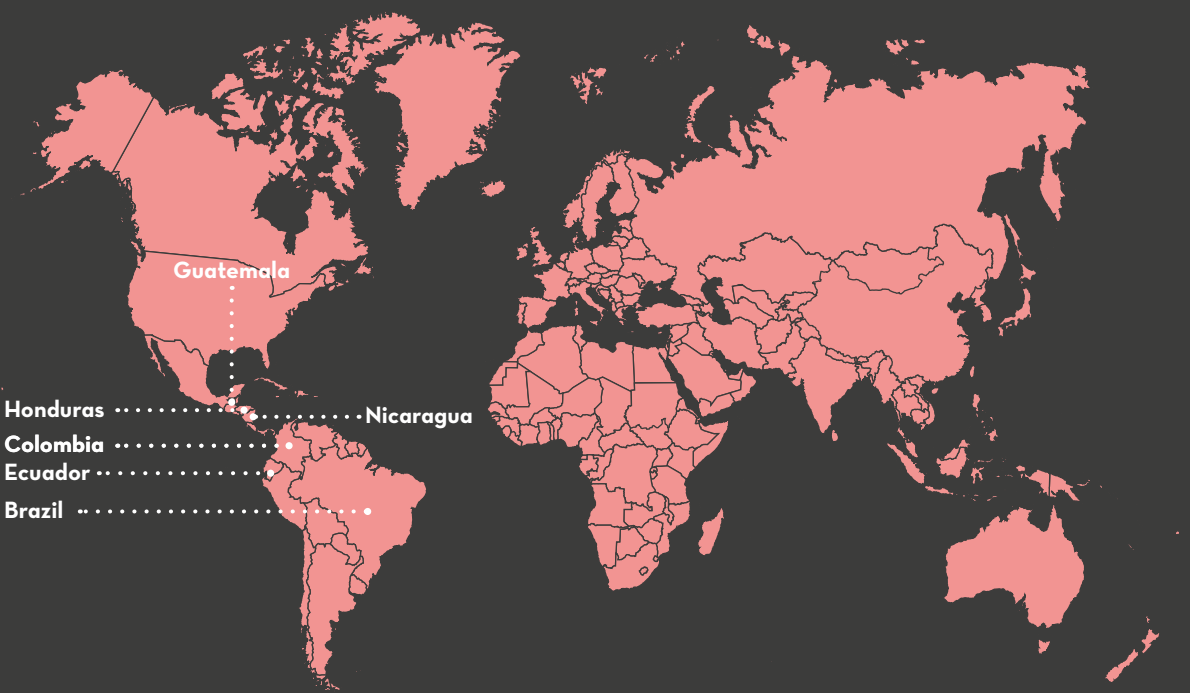 Guatemala
Honduras
Nicaragua
Colombia
Ecuador
Brazil